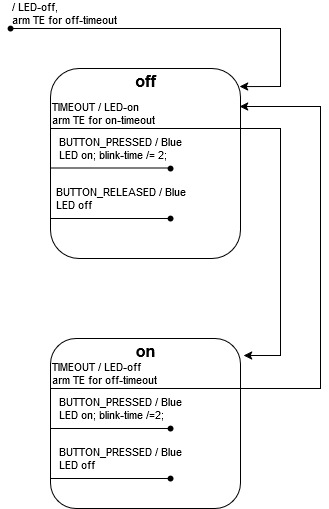 / LED-off,
arm TE for off-timeout
off
TIMEOUT / LED-on
arm TE for on-timeout
BUTTON_PRESSED / Blue
LED on; blink-time /= 2;
BUTTON_RELEASED / Blue
LED off
on
TIMEOUT / LED-off
arm TE for off-timeout
BUTTON_PRESSED / Blue
LED on; blink-time /=2;
BUTTON_PRESSED / Blue
LED off